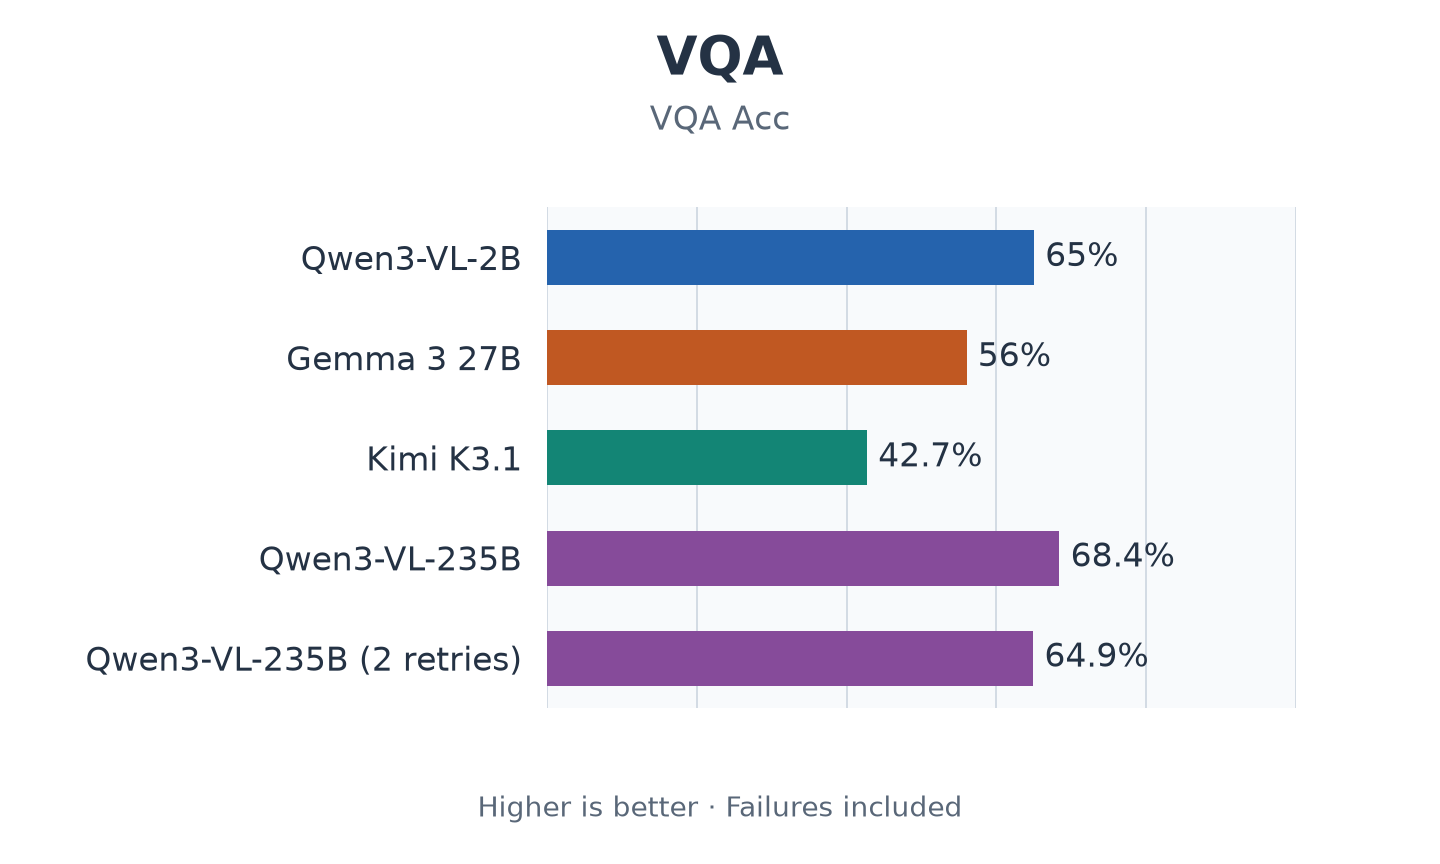 VQA
VQA Acc
Qwen3-VL-2B 65%
Gemma 3 27B 56%
Kimi K3.1 42.7%
Qwen3-VL-235B 68.4%
Qwen3-VL-235B (2 retries) 64.9%
Higher is better · Failures included